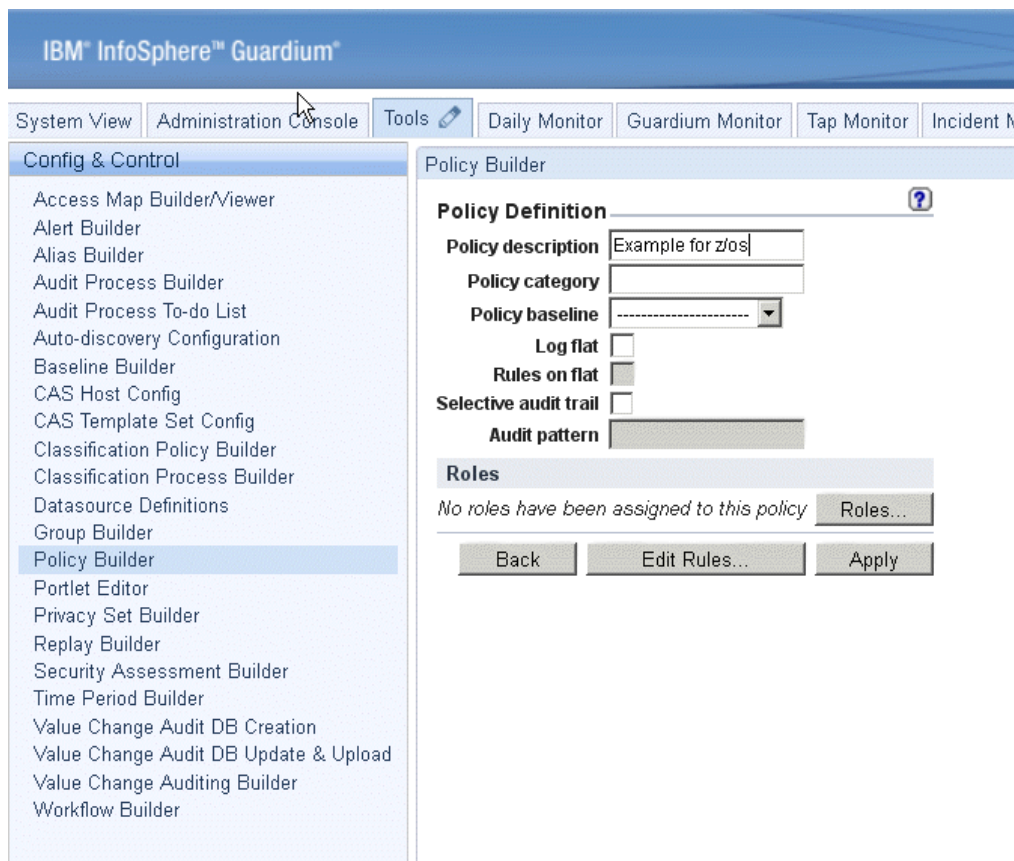 IBM® InfoSphere™ Guardium®
System View
Administration Console
Tools
Daily Monitor
Guardium Monitor
Tap Monitor
Incident
Config & Control
Access Map Builder/Viewer
Alert Builder
Alias Builder
Audit Process Builder
Audit Process To-do List
Auto-discovery Configuration
Baseline Builder
CAS Host Config
CAS Template Set Config
Classification Policy Builder
Classification Process Builder
Datasource Definitions
Group Builder
Policy Builder
Portlet Editor
Privacy Set Builder
Replay Builder
Security Assessment Builder
Time Period Builder
Value Change Audit DB Creation
Value Change Audit DB Update & Upload
Value Change Auditing Builder
Workflow Builder
Policy Builder
Policy Definition
?
Policy description Example for z/os
Policy category
Policy baseline ----------------------
Log flat
Rules on flat
Selective audit trail
Audit pattern
Roles
No roles have been assigned to this policy Roles...
Back Edit Rules... Apply